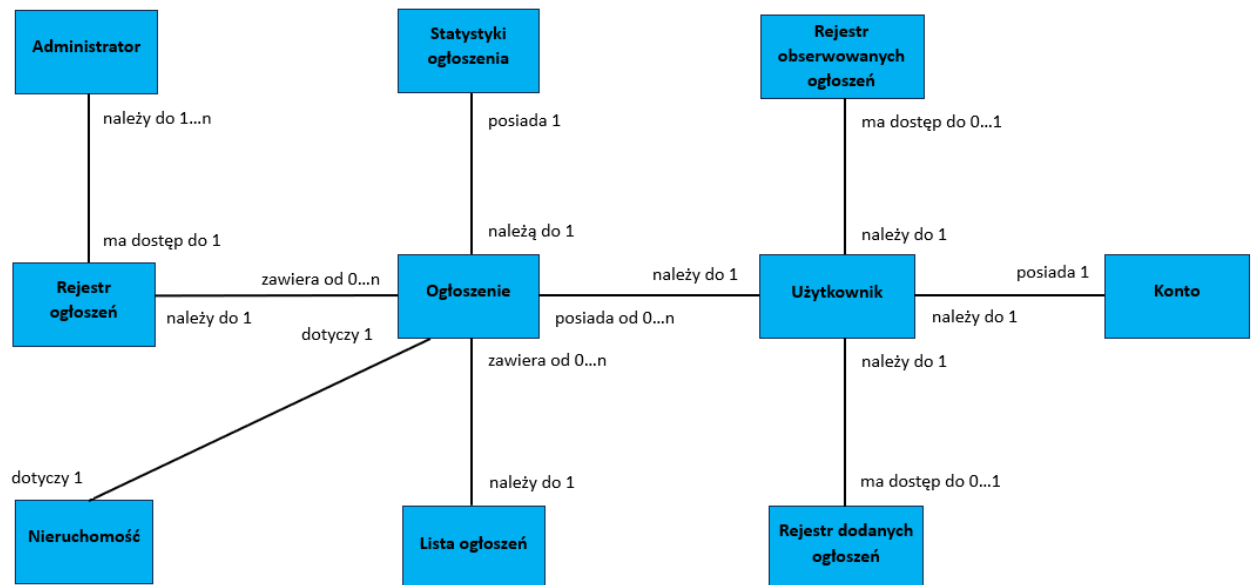 Administrator
Statystyki
ogłoszenia
Rejestr
obserwowanych
ogłoszeń
należy do 1...n
posiada 1
ma dostęp do 0...1
ma dostęp do 1
należą do 1
należy do 1
Rejestr
ogłoszeń
zawiera od 0...n
należy do 1
Ogłoszenie
należy do 1
posiada od 0...n
Użytkownik
posiada 1
należy do 1
Konto
dotyczy 1
zawiera od 0...n
należy do 1
dotyczy 1
należy do 1
ma dostęp do 0...1
Nieruchomość
Lista ogłoszeń
Rejestr dodanych
ogłoszeń